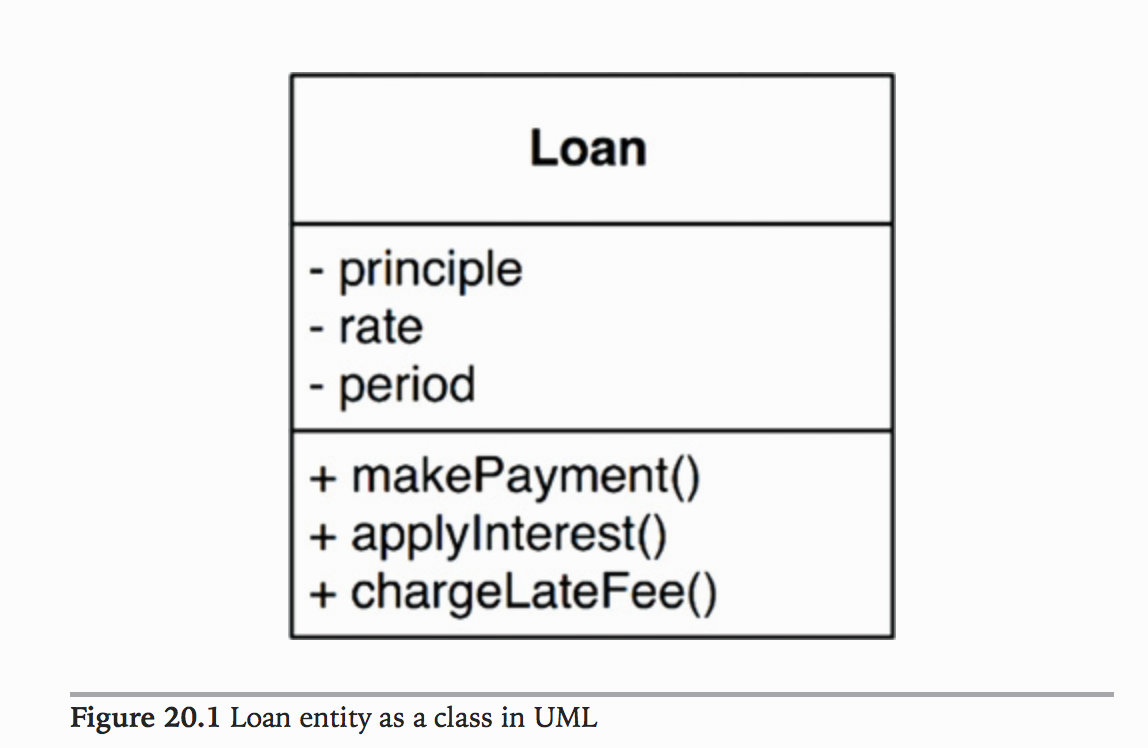 Loan
- principle
- rate
- period
+ makePayment()
+ applyInterest()
+ chargeLateFee()
Figure 20.1 Loan entity as a class in UML